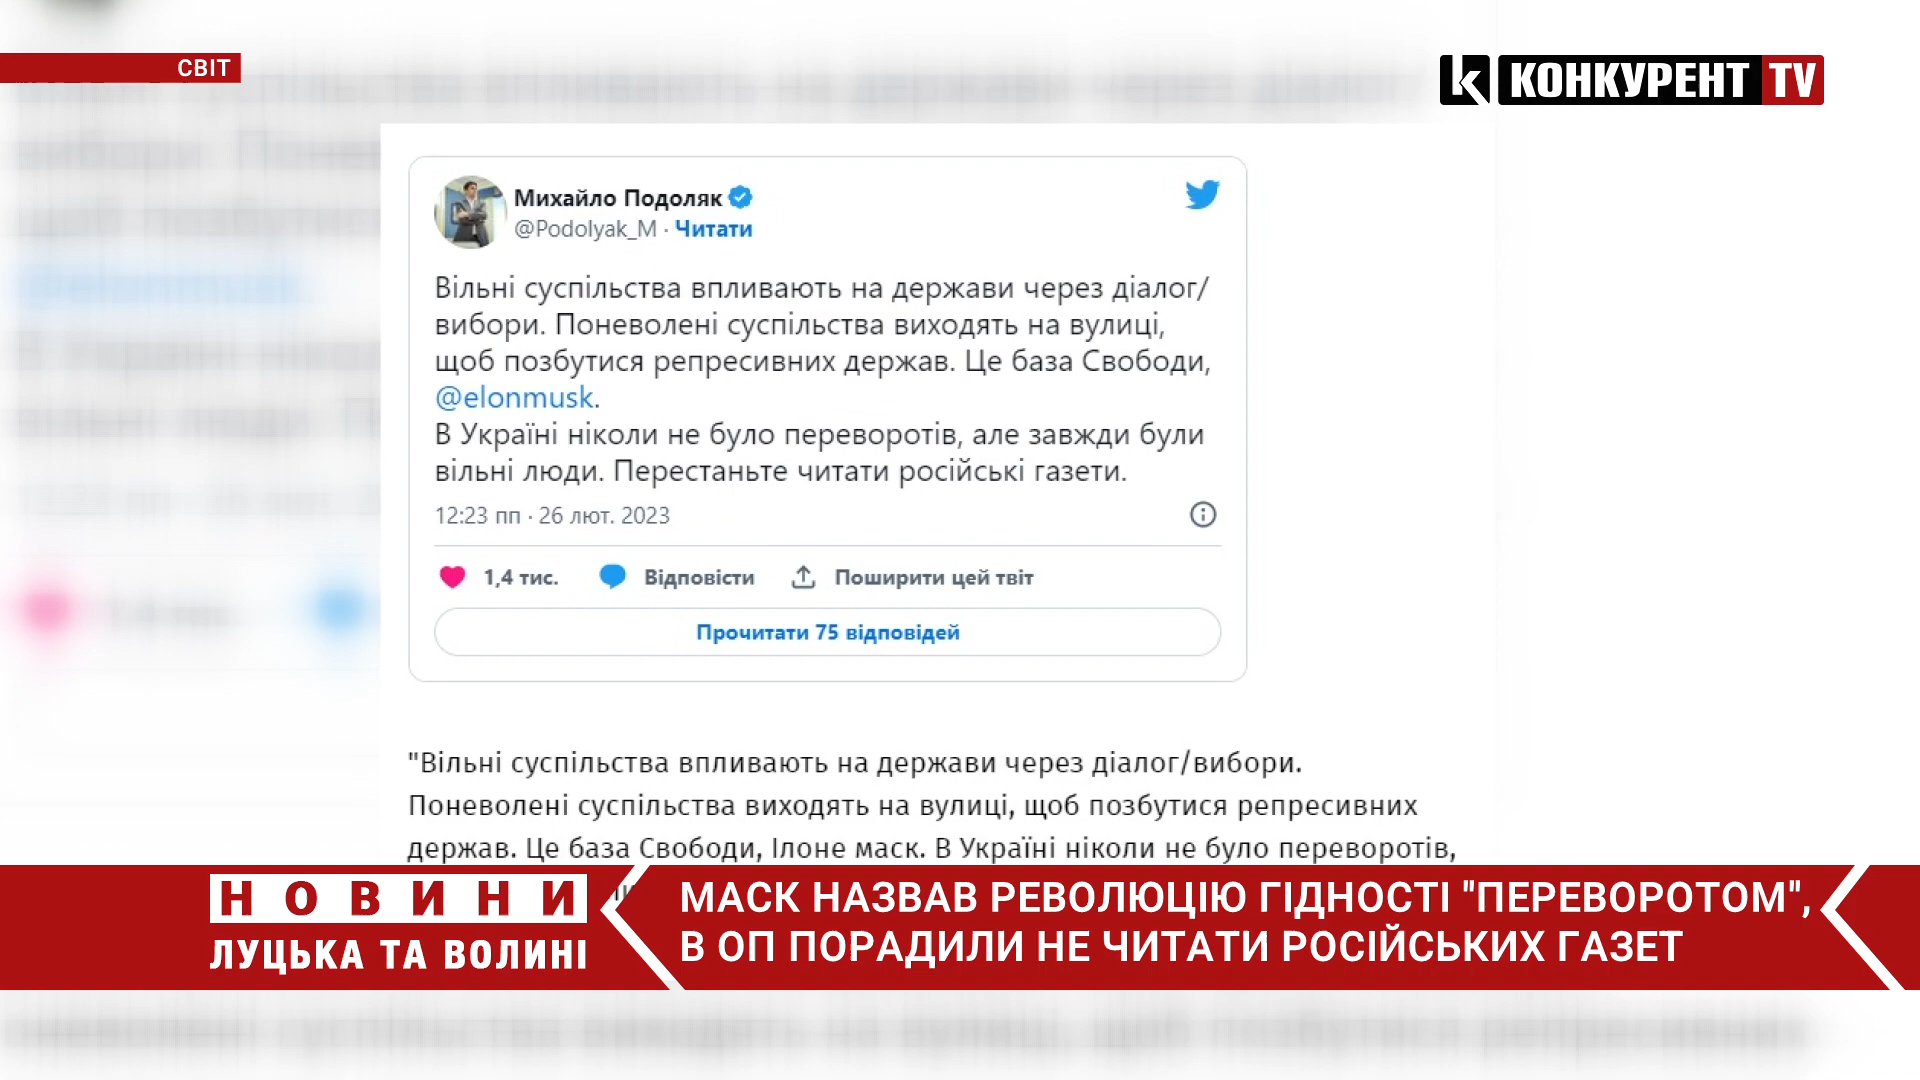 СВІТ
КОНКУРЕНТ TV
Михайло Подоляк
@Podolyak_M · Читати
Вільні суспільства впливають на держави через діалог/
вибори. Поневолені суспільства виходять на вулиці,
щоб позбутися репресивних держав. Це база Свободи,
@elonmusk.
В Україні ніколи не було переворотів, але завжди були
вільні люди. Перестаньте читати російські газети.
12:23 пп · 26 лют. 2023
1,4 тис. Відповісти Поширити цей твіт
Прочитати 75 відповідей
"Вільні суспільства впливають на держави через діалог/вибори.
Поневолені суспільства виходять на вулиці, щоб позбутися репресивних
держав. Це база Свободи, Ілоне маск. В Україні ніколи не було переворотів,
НОВИНИ
ЛУЦЬКА ТА ВОЛИНІ
МАСК НАЗВАВ РЕВОЛЮЦІЮ ГІДНОСТІ "ПЕРЕВОРОТОМ",
В ОП ПОРАДИЛИ НЕ ЧИТАТИ РОСІЙСЬКИХ ГАЗЕТ